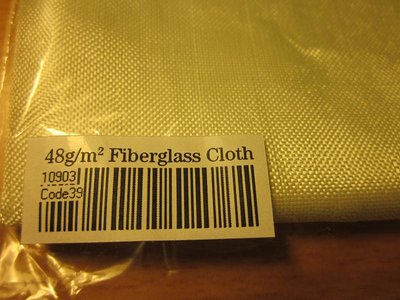 48g/m² Fiberglass Cloth
10903
Code39